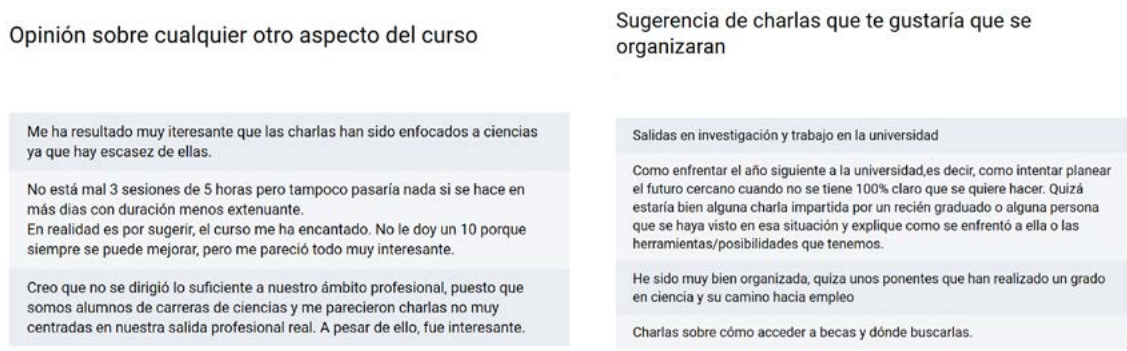 Opinión sobre cualquier otro aspecto del curso
Me ha resultado muy iteresante que las charlas han sido enfocados a ciencias
ya que hay escasez de ellas.
No está mal 3 sesiones de 5 horas pero tampoco pasaría nada si se hace en
más dias con duración menos extenuante.
En realidad es por sugerir, el curso me ha encantado. No le doy un 10 porque
siempre se puede mejorar, pero me pareció todo muy interesante.
Creo que no se dirigió lo suficiente a nuestro ámbito profesional, puesto que
somos alumnos de carreras de ciencias y me parecieron charlas no muy
centradas en nuestra salida profesional real. A pesar de ello, fue interesante.
Sugerencia de charlas que te gustaría que se
organizaran
Salidas en investigación y trabajo en la universidad
Como enfrentar el año siguiente a la universidad,es decir, como intentar planear
el futuro cercano cuando no se tiene 100% claro que se quiere hacer. Quizá
estaría bien alguna charla impartida por un recién graduado o alguna persona
que se haya visto en esa situación y explique como se enfrentó a ella o las
herramientas/posibilidades que tenemos.
He sido muy bien organizada, quiza unos ponentes que han realizado un grado
en ciencia y su camino hacia empleo
Charlas sobre cómo acceder a becas y dónde buscarlas.